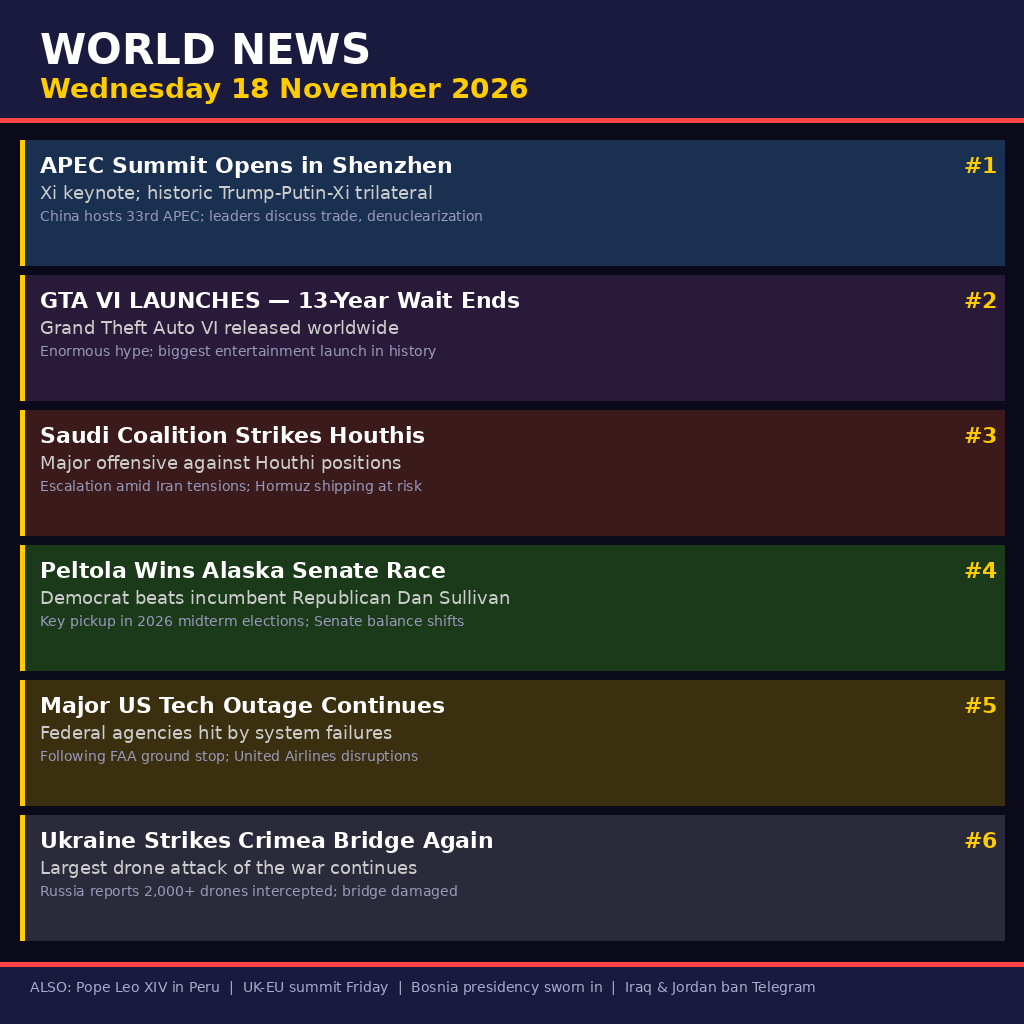 WORLD NEWS
Wednesday 18 November 2026
APEC Summit Opens in Shenzhen
#1
Xi keynote; historic Trump-Putin-Xi trilateral
China hosts 33rd APEC; leaders discuss trade, denuclearization
GTA VI LAUNCHES — 13-Year Wait Ends
#2
Grand Theft Auto VI released worldwide
Enormous hype; biggest entertainment launch in history
Saudi Coalition Strikes Houthis
#3
Major offensive against Houthi positions
Escalation amid Iran tensions; Hormuz shipping at risk
Peltola Wins Alaska Senate Race
#4
Democrat beats incumbent Republican Dan Sullivan
Key pickup in 2026 midterm elections; Senate balance shifts
Major US Tech Outage Continues
#5
Federal agencies hit by system failures
Following FAA ground stop; United Airlines disruptions
Ukraine Strikes Crimea Bridge Again
#6
Largest drone attack of the war continues
Russia reports 2,000+ drones intercepted; bridge damaged
ALSO: Pope Leo XIV in Peru | UK-EU summit Friday | Bosnia presidency sworn in | Iraq & Jordan ban Telegram